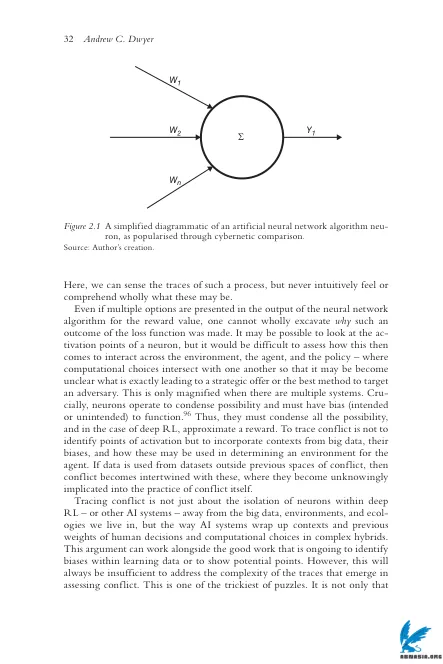 32 Andrew C. Dwyer
W1
W2
Σ
Y1
Wn
Figure 2.1 A simplified diagrammatic of an artificial neural network algorithm neu-
ron, as popularised through cybernetic comparison.
Source: Author's creation.
Here, we can sense the traces of such a process, but never intuitively feel or
comprehend wholly what these may be.
Even if multiple options are presented in the output of the neural network
algorithm for the reward value, one cannot wholly excavate why such an
outcome of the loss function was made. It may be possible to look at the ac-
tivation points of a neuron, but it would be difficult to assess how this then
comes to interact across the environment, the agent, and the policy – where
computational choices intersect with one another so that it may be become
unclear what is exactly leading to a strategic offer or the best method to target
an adversary. This is only magnified when there are multiple systems. Cru-
cially, neurons operate to condense possibility and must have bias (intended
or unintended) to function.96 Thus, they must condense all the possibility,
and in the case of deep RL, approximate a reward. To trace conflict is not to
identify points of activation but to incorporate contexts from big data, their
biases, and how these may be used in determining an environment for the
agent. If data is used from datasets outside previous spaces of conflict, then
conflict becomes intertwined with these, where they become unknowingly
implicated into the practice of conflict itself.
Tracing conflict is not just about the isolation of neurons within deep
RL – or other AI systems – away from the big data, environments, and ecol-
ogies we live in, but the way AI systems wrap up contexts and previous
weights of human decisions and computational choices in complex hybrids.
This argument can work alongside the good work that is ongoing to identify
biases within learning data or to show potential points. However, this will
always be insufficient to address the complexity of the traces that emerge in
assessing conflict. This is one of the trickiest of puzzles. It is not only that